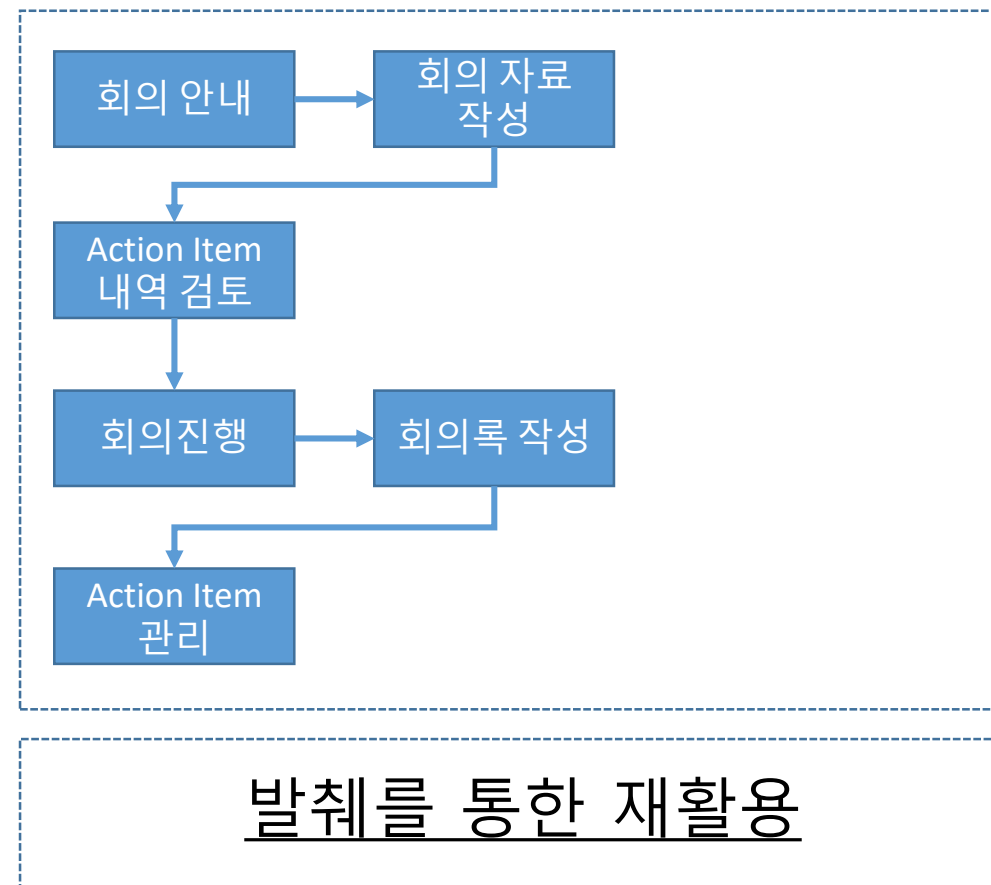 회의 안내
회의 자료
작성
Action Item
내역 검토
회의진행
회의록 작성
Action Item
관리
발췌를 통한 재활용